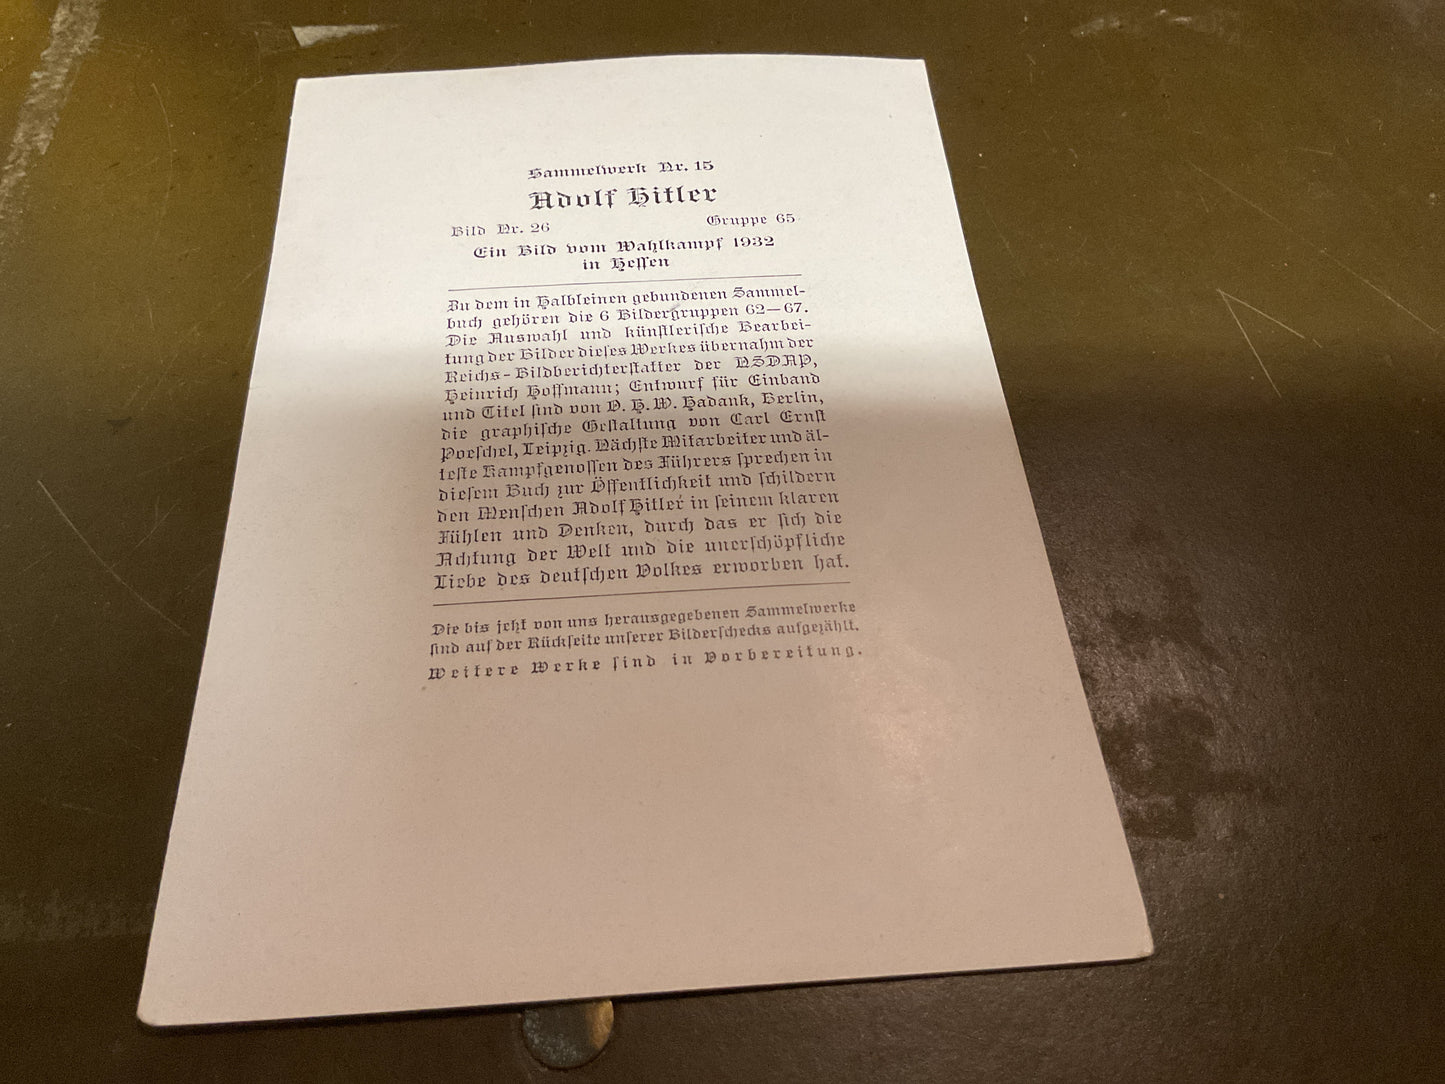 Sammelwerk Nr. 15
Adolf Hitler
Bild Nr. 26 Gruppe 65
Ein Bild vom Wahlkampf 1932
in Hessen
Zu dem in Halbleinen gebundenen Sammel-
buch gehören die 6 Bildergruppen 62—67.
Die Auswahl und künstlerische Bearbei-
tung der Bilder dieses Werkes übernahm der
Reichs-Bildberichterstatter der NSDAP,
Heinrich Hoffmann; Entwurf für Einband
und Titel sind von O. H. W. Hadank, Berlin,
die graphische Gestaltung von Carl Ernst
Poeschel, Leipzig. Nächste Mitarbeiter und äl-
teste Kampfgenossen des Führers sprechen in
diesem Buch zur Öffentlichkeit und schildern
den Menschen Adolf Hitler in seinem klaren
Fühlen und Denken, durch das er sich die
Achtung der Welt und die unerschöpfliche
Liebe des deutschen Volkes erworben hat.
Die bis jetzt von uns herausgegebenen Sammelwerke
sind auf der Rückseite unserer Bilderschecks aufgezählt.
Weitere Werke sind in Vorbereitung.